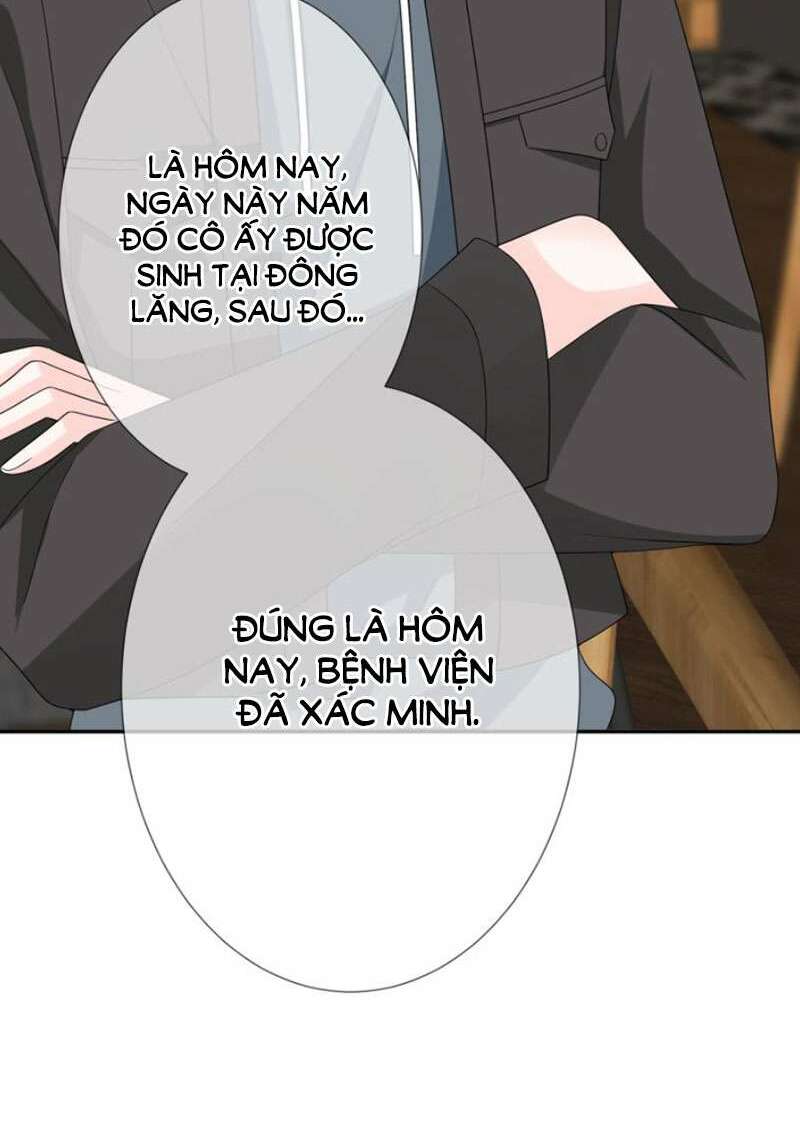 LÀ HÔM NAY,
NGÀY NÀY NĂM
ĐÓ CÔ ẤY ĐƯỢC
SINH TẠI ĐÔNG
LĂNG, SAU ĐÓ...
ĐÚNG LÀ HÔM
NAY, BỆNH VIỆN
ĐÃ XÁC MINH.